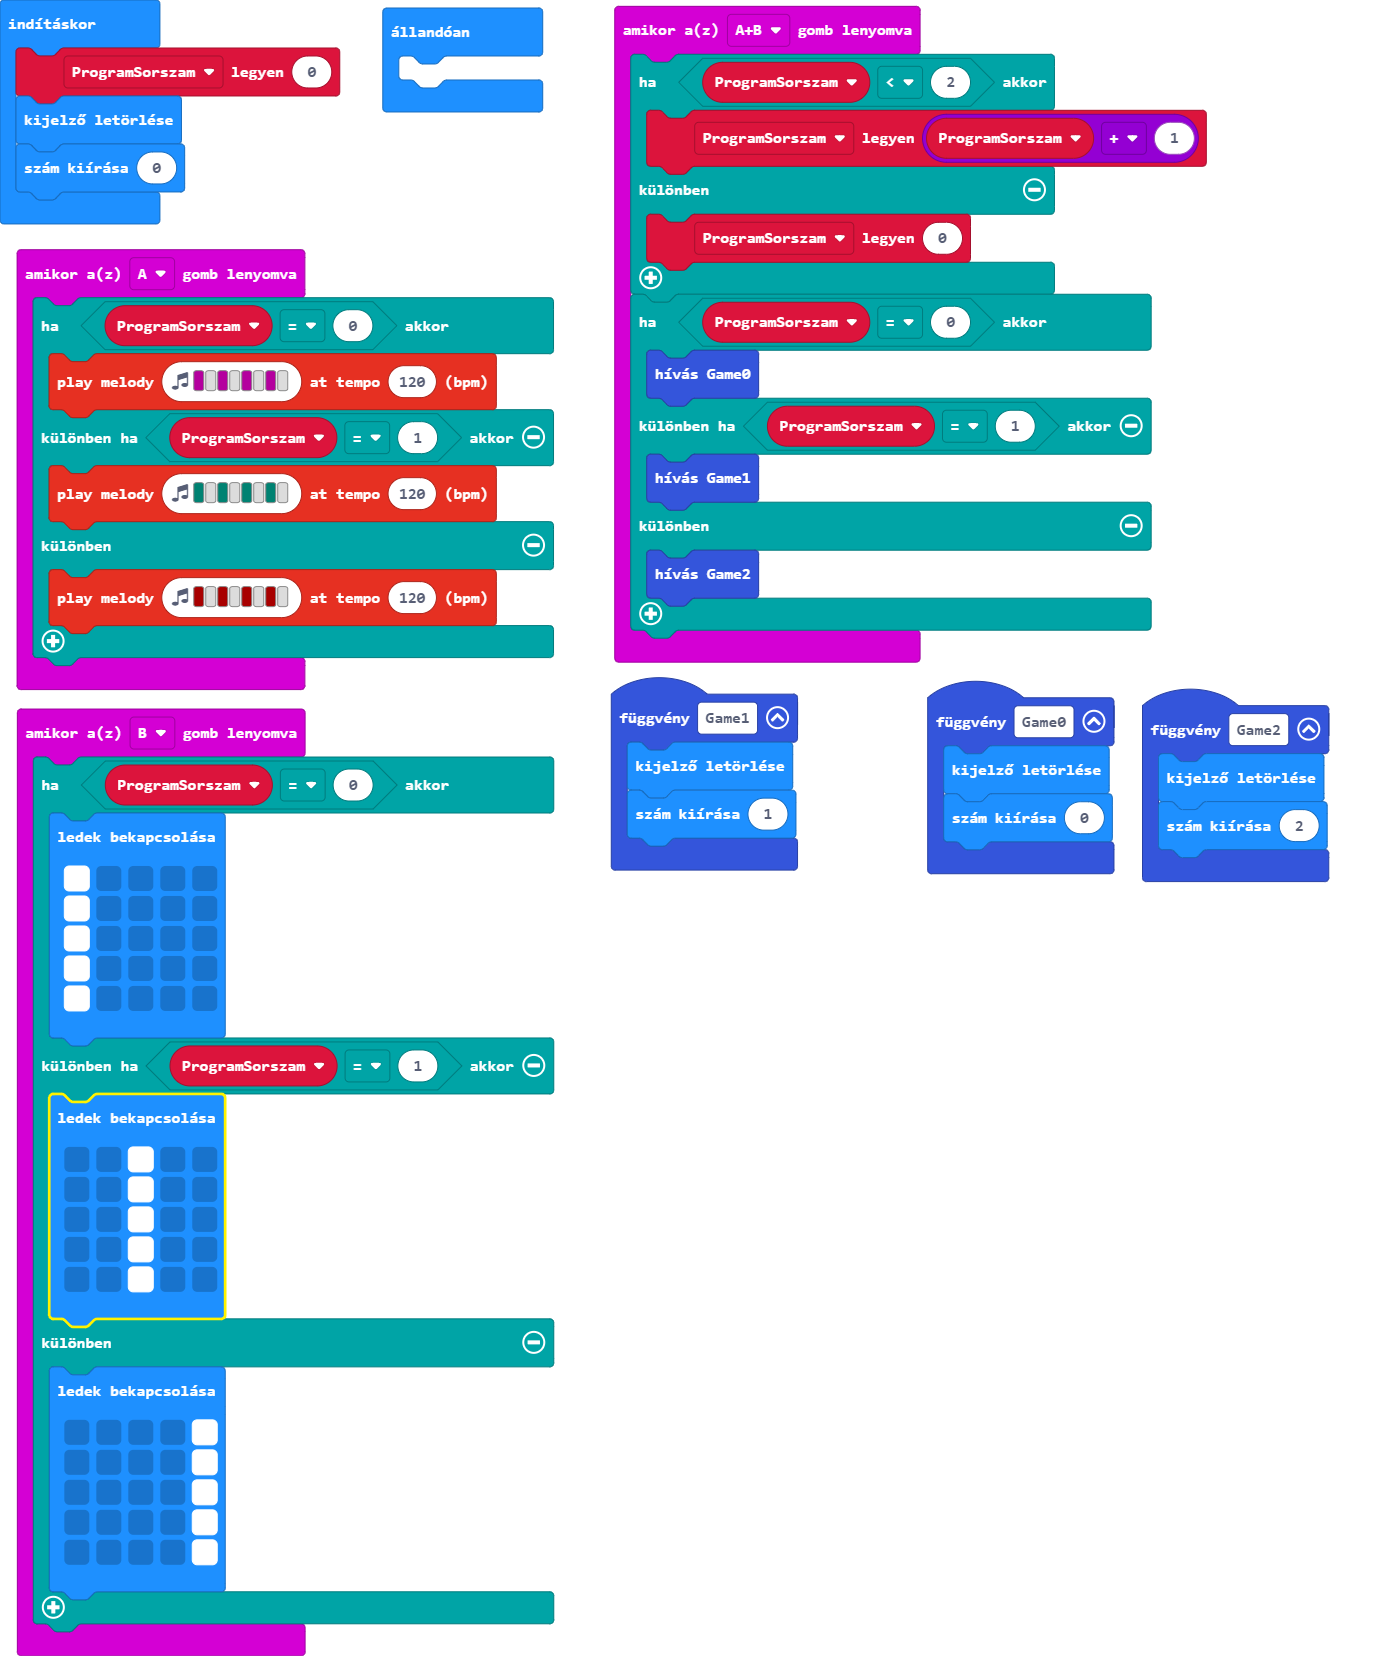 indításkor
ProgramSorszam legyen 0
kijelző letörlése
szám kiírása 0
állandóan
amikor a(z) A gomb lenyomva
ha ProgramSorszam = 0 akkor
play melody at tempo 120 (bpm)
különben ha ProgramSorszam = 1 akkor
play melody at tempo 120 (bpm)
különben
play melody at tempo 120 (bpm)
amikor a(z) B gomb lenyomva
ha ProgramSorszam = 0 akkor
ledek bekapcsolása
különben ha ProgramSorszam = 1 akkor
ledek bekapcsolása
különben
ledek bekapcsolása
amikor a(z) A+B gomb lenyomva
ha ProgramSorszam < 2 akkor
ProgramSorszam legyen ProgramSorszam + 1
különben
ProgramSorszam legyen 0
ha ProgramSorszam = 0 akkor
hívás Game0
különben ha ProgramSorszam = 1 akkor
hívás Game1
különben
hívás Game2
függvény Game1
kijelző letörlése
szám kiírása 1
függvény Game0
kijelző letörlése
szám kiírása 0
függvény Game2
kijelző letörlése
szám kiírása 2